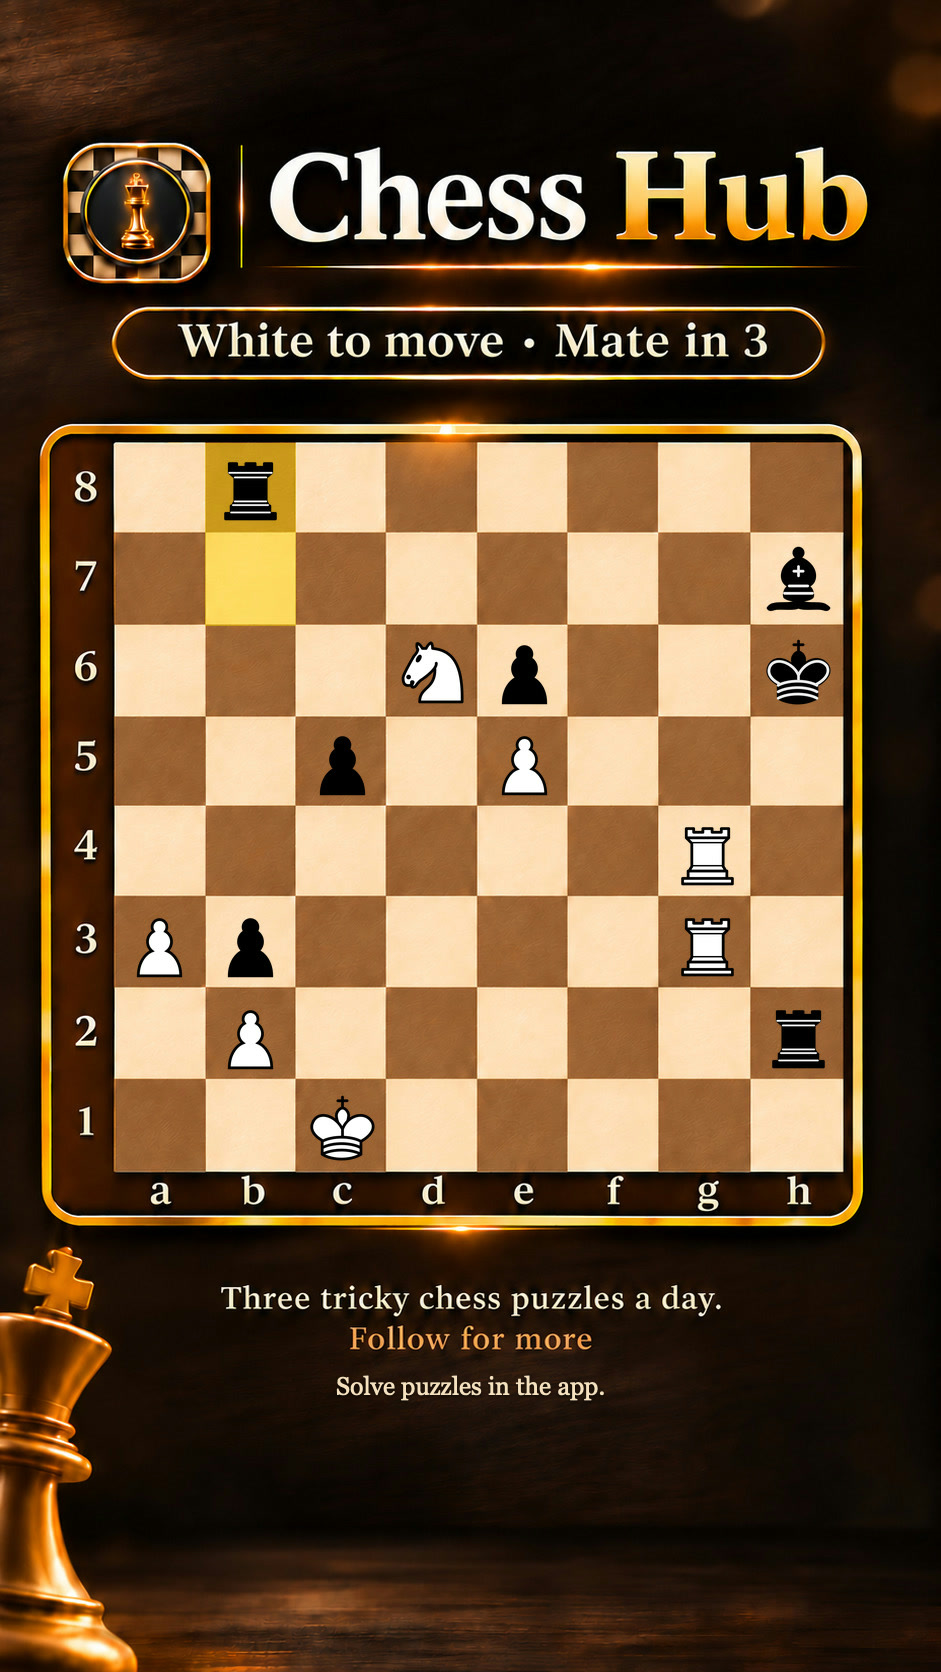 Chess Hub
White to move • Mate in 3
8
7
6
5
4
3
2
1
a b c d e f g h
Three tricky chess puzzles a day.
Follow for more
Solve puzzles in the app.